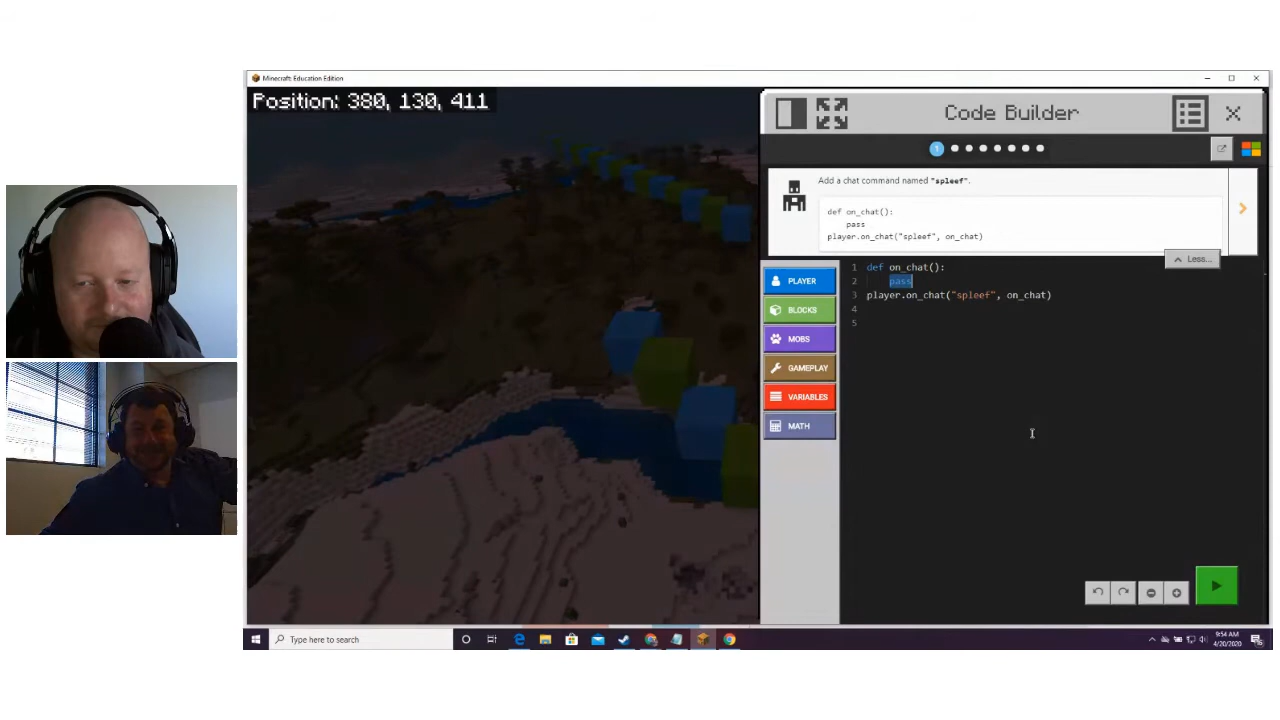 Minecraft: Education Edition
Position: 380, 130, 411
Code Builder
1
Add a chat command named "spleef".
def on_chat():
pass
player.on_chat("spleef", on_chat)
Less...
PLAYER
BLOCKS
MOBS
GAMEPLAY
VARIABLES
MATH
1 def on_chat():
2 pass
3 player.on_chat("spleef", on_chat)
4
5
Type here to search
9:54 AM
4/20/2020